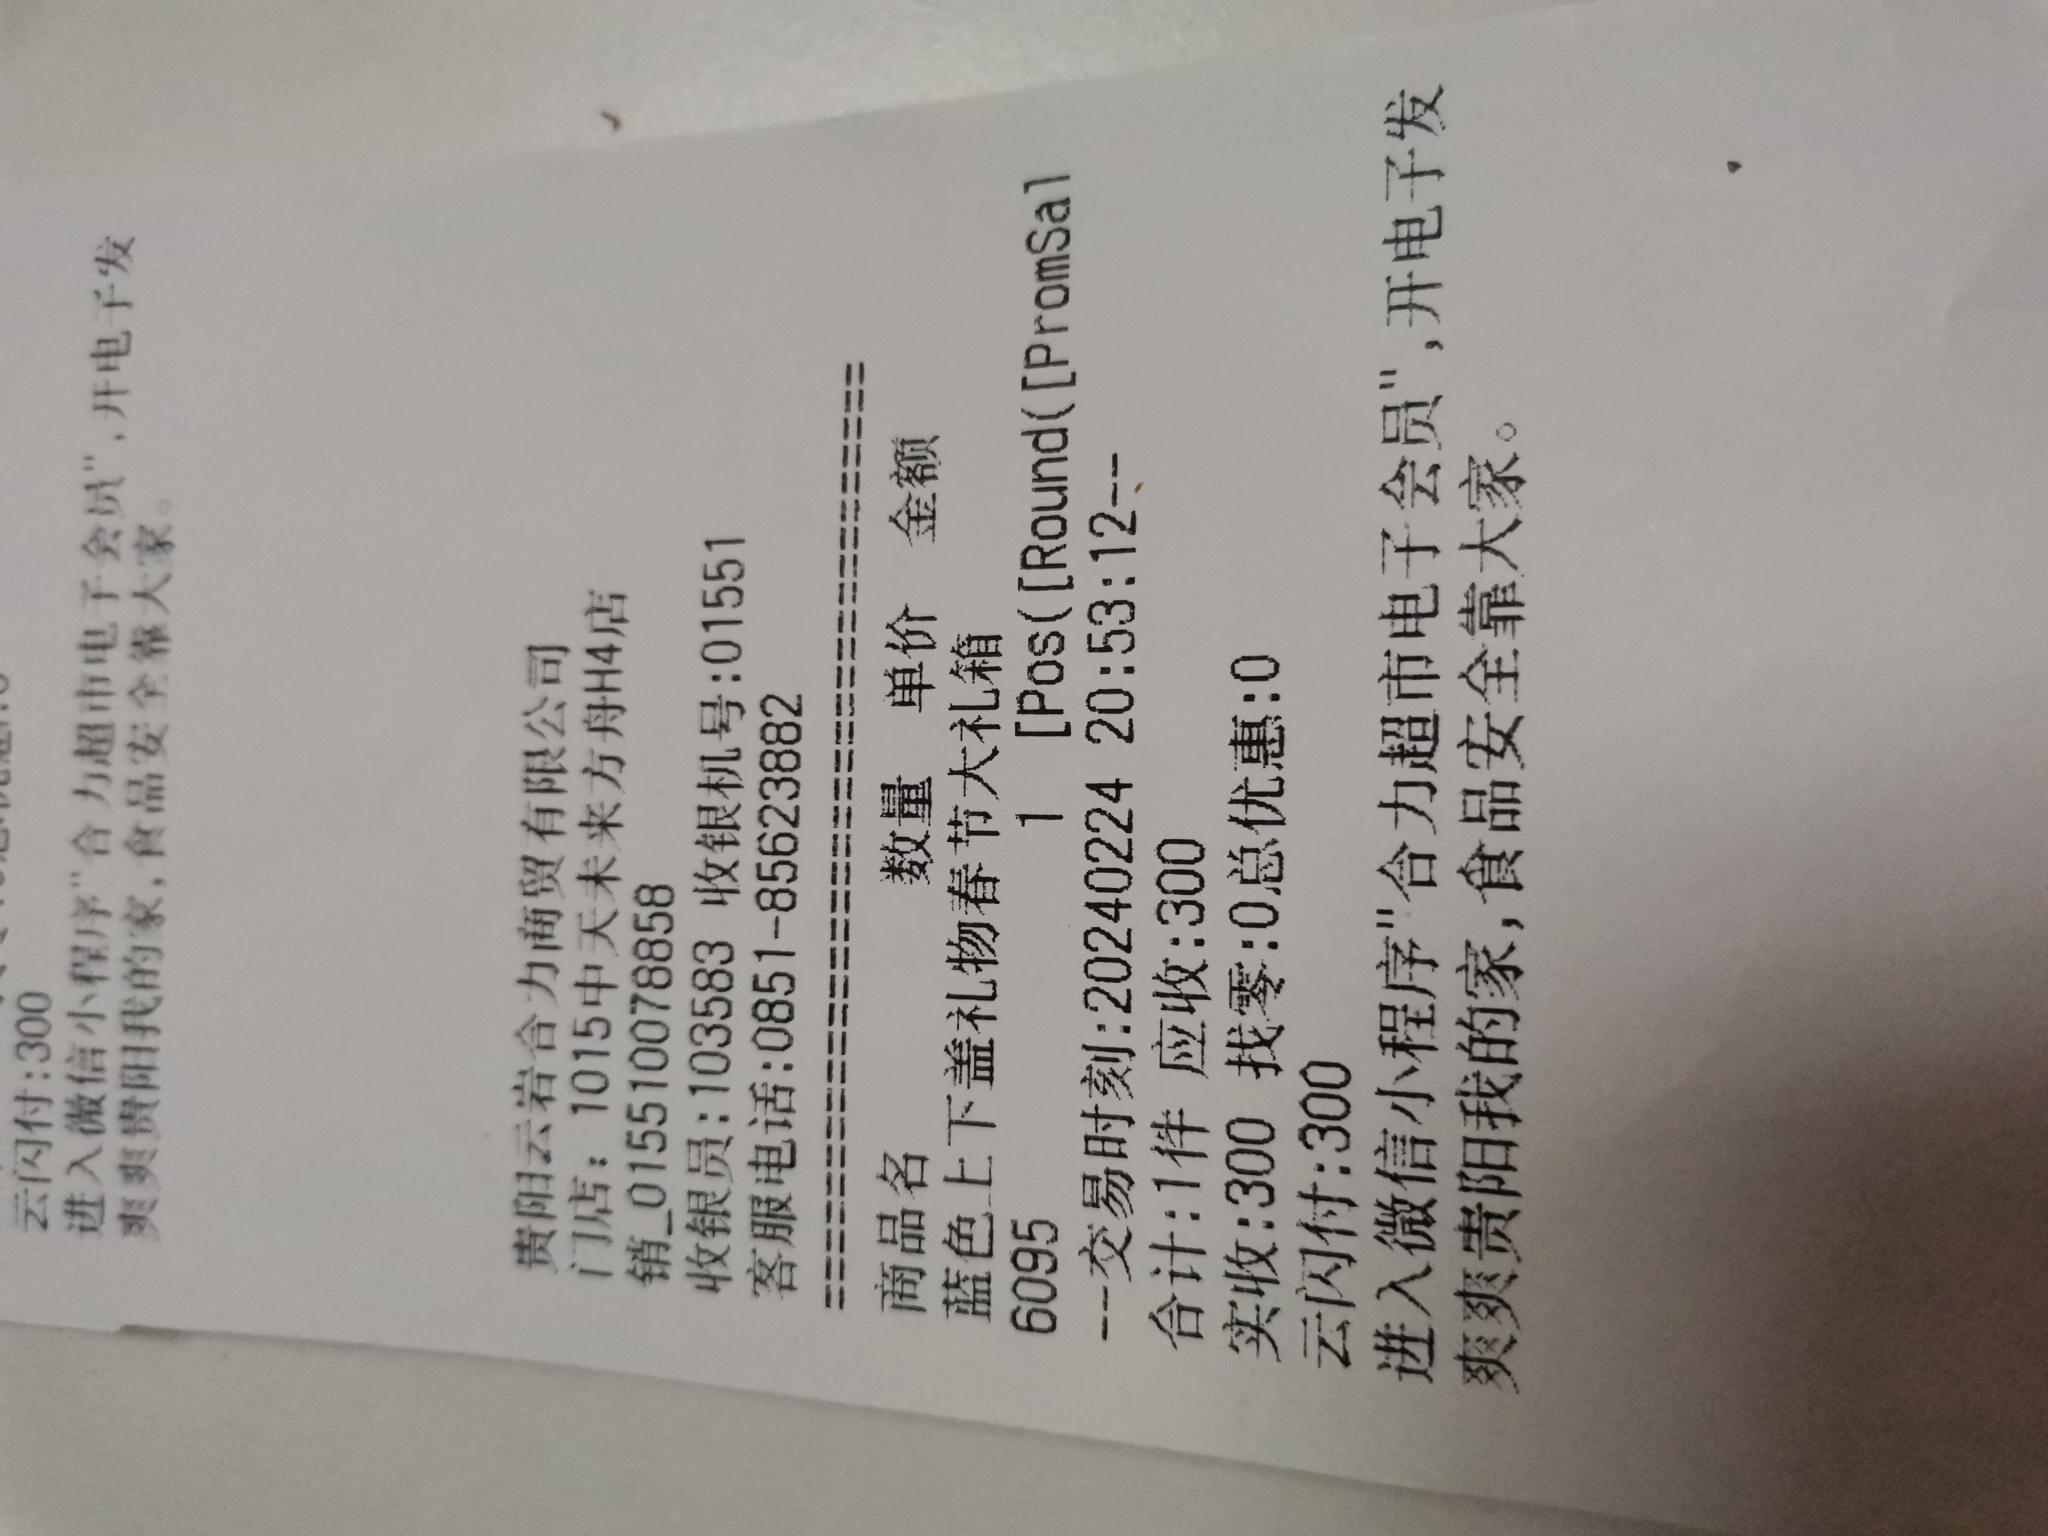 云闪付:300
进入微信小程序"合力超市电子会员",开电子发
爽爽贵阳我的家,食品安全靠大家。
贵阳云岩合力商贸有限公司
门店: 1015中天未来方舟H4店
销_01551007 8858
收银员:103583 收银机号:01551
客服电话:0851-85623882
================================
商品名 数量 单价 金额
蓝色上下盖礼物春节大礼箱
6095 1 [Pos([Round([PromSal
--交易时刻:20240224 20:53:12--
合计:1件 应收:300
实收:300 找零:0总优惠:0
云闪付:300
进入微信小程序"合力超市电子会员",开电子发
爽爽贵阳我的家,食品安全靠大家。